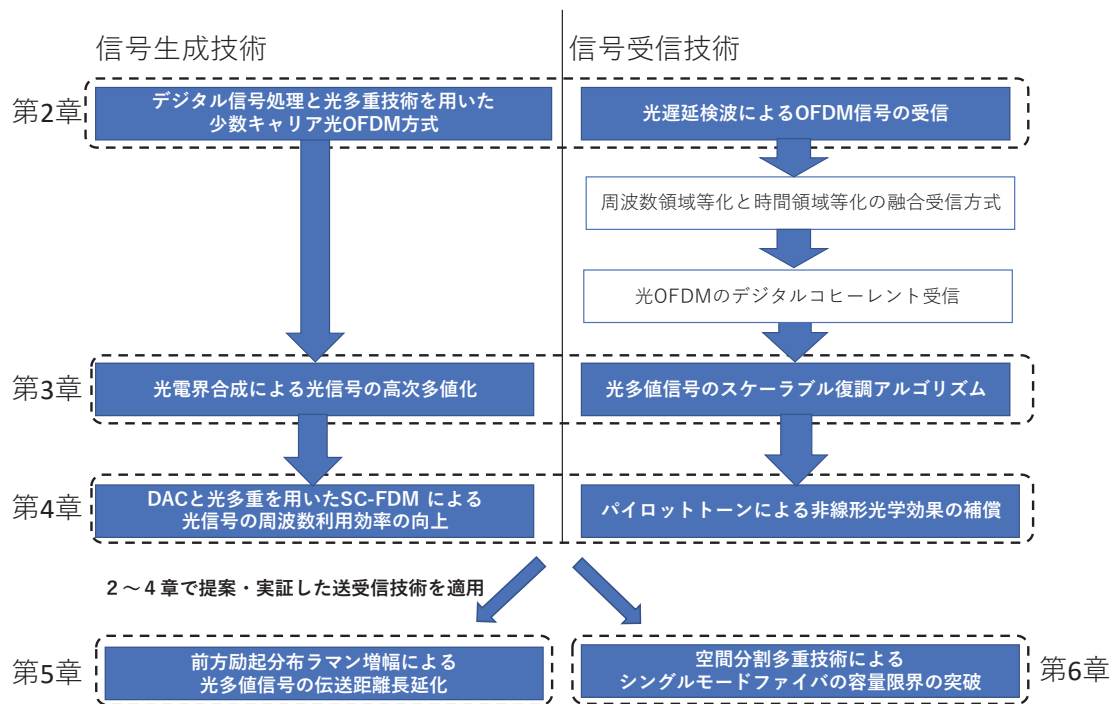 信号生成技術
信号受信技術
第2章
デジタル信号処理と光多重技術を用いた
少数キャリア光OFDM方式
光遅延検波によるOFDM信号の受信
周波数領域等化と時間領域等化の融合受信方式
光OFDMのデジタルコヒーレント受信
第3章
光電界合成による光信号の高次多値化
光多値信号のスケーラブル復調アルゴリズム
第4章
DACと光多重を用いたSC-FDM による
光信号の周波数利用効率の向上
パイロットトーンによる非線形光学効果の補償
２～４章で提案・実証した送受信技術を適用
第5章
前方励起分布ラマン増幅による
光多値信号の伝送距離長延化
空間分割多重技術による
シングルモードファイバの容量限界の突破
第6章